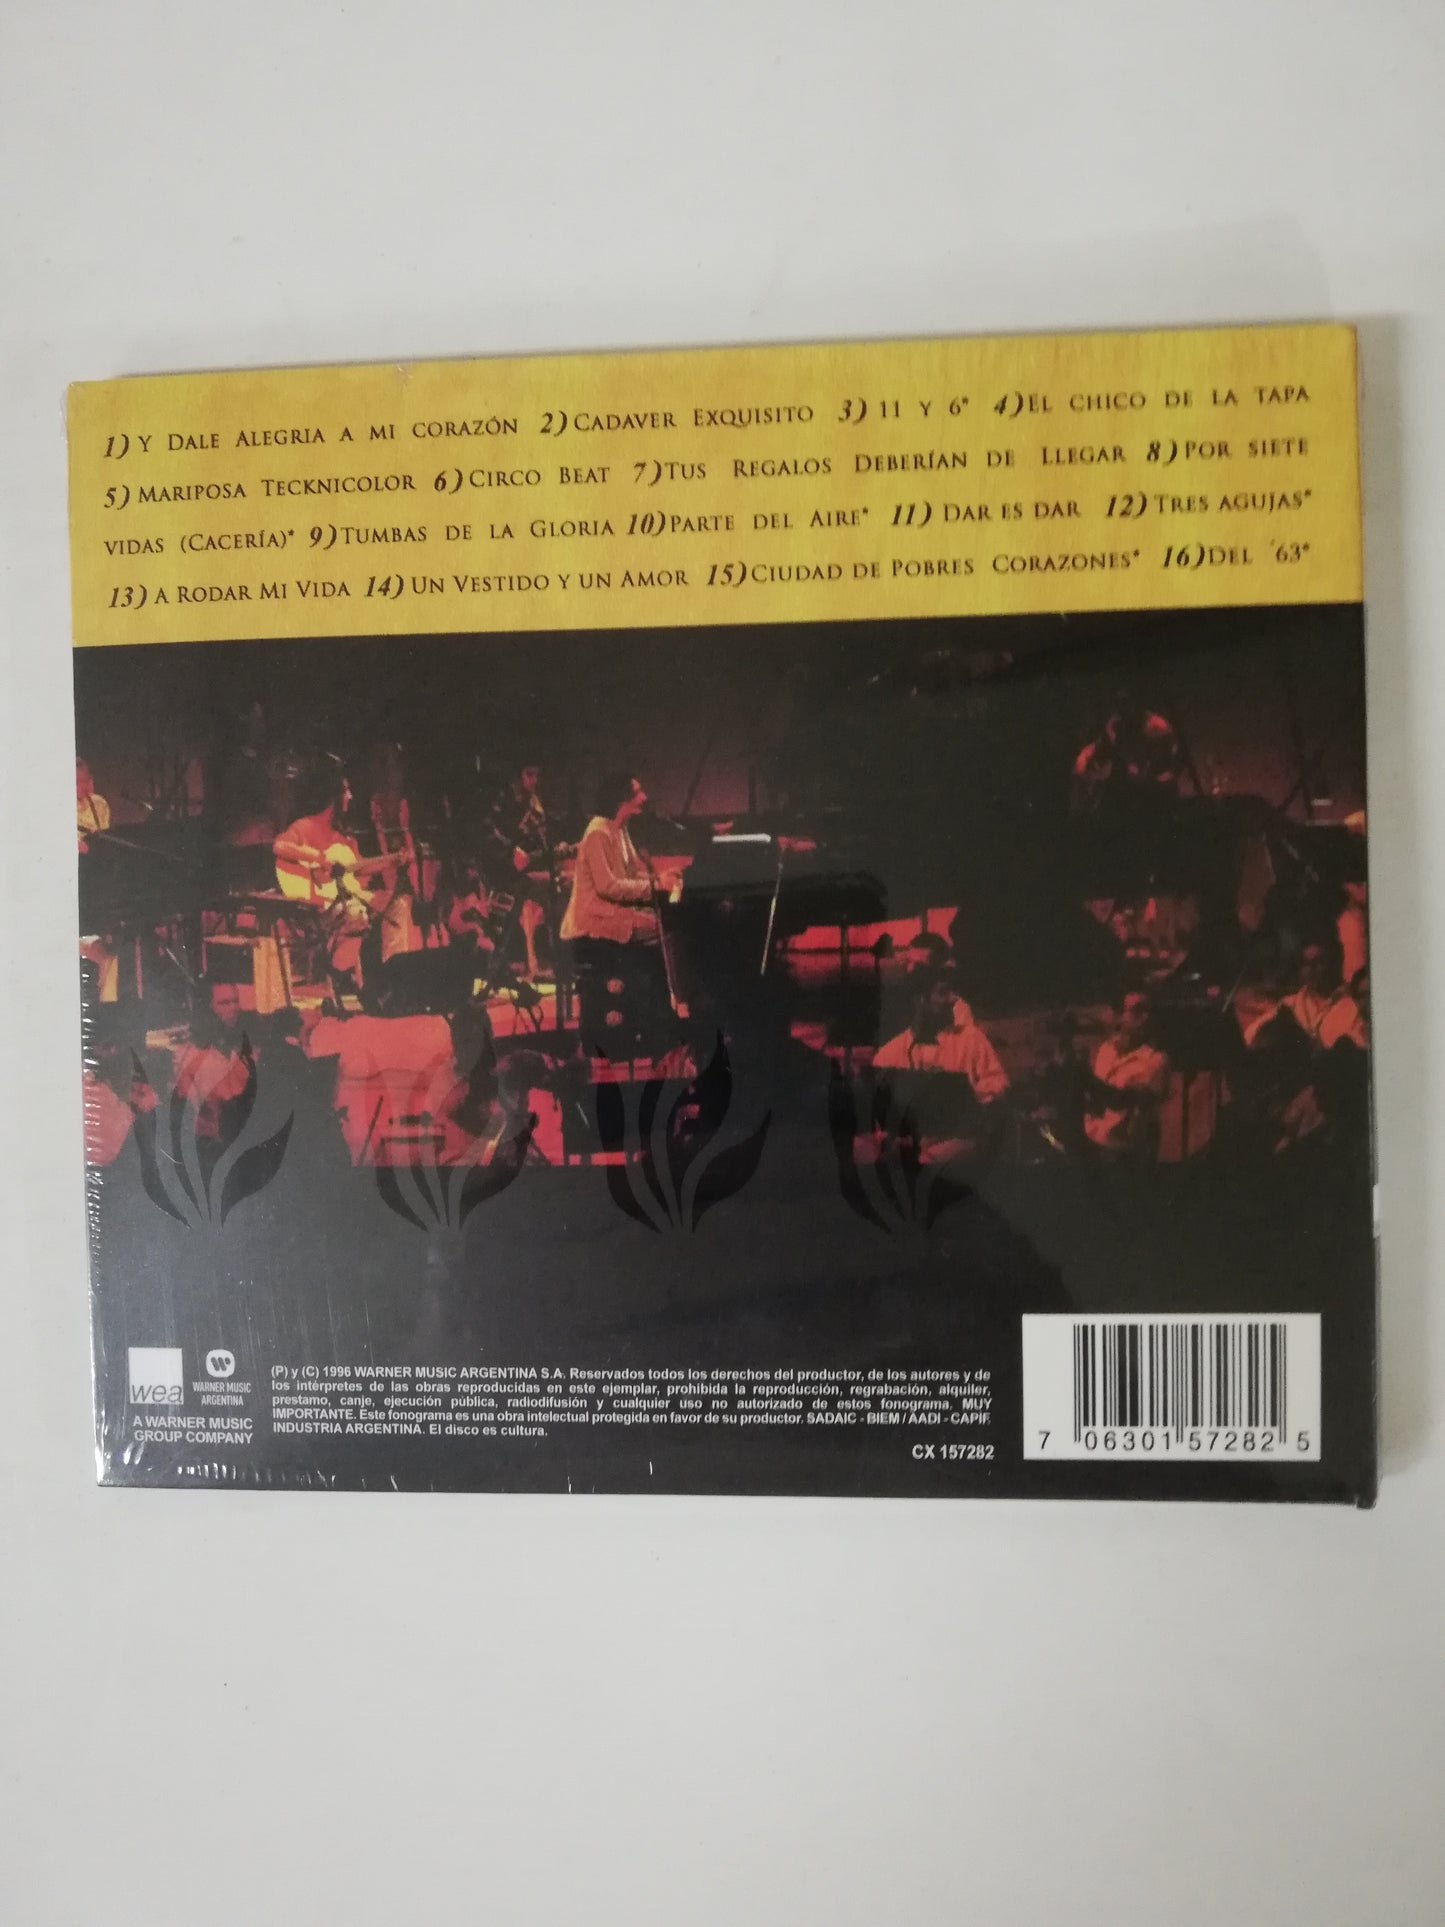 1) Y DALE ALEGRIA A MI CORAZÓN 2) CADAVER EXQUISITO 3) 11 Y 6* 4) EL CHICO DE LA TAPA
5) MARIPOSA TECKNICOLOR 6) CIRCO BEAT 7) TUS REGALOS DEBERÍAN DE LLEGAR 8) POR SIETE
VIDAS (CACERÍA)* 9) TUMBAS DE LA GLORIA 10) PARTE DEL AIRE* 11) DAR ES DAR 12) TRES AGUJAS*
13) A RODAR MI VIDA 14) UN VESTIDO Y UN AMOR 15) CIUDAD DE POBRES CORAZONES* 16) DEL ´63*
wea
WARNER MUSIC
ARGENTINA
A WARNER MUSIC
GROUP COMPANY
(P) y (C) 1996 WARNER MUSIC ARGENTINA S.A. Reservados todos los derechos del productor, de los autores y de
los intérpretes de las obras reproducidas en este ejemplar, prohibida la reproducción, regrabación, alquiler,
prestamo, canje, ejecución pública, radiodifusión y cualquier uso no autorizado de estos fonograma. MUY
IMPORTANTE. Este fonograma es una obra intelectual protegida en favor de su productor. SADAIC - BIEM / AADI - CAPIF.
INDUSTRIA ARGENTINA. El disco es cultura.
CX 157282
7 06301 57282 5